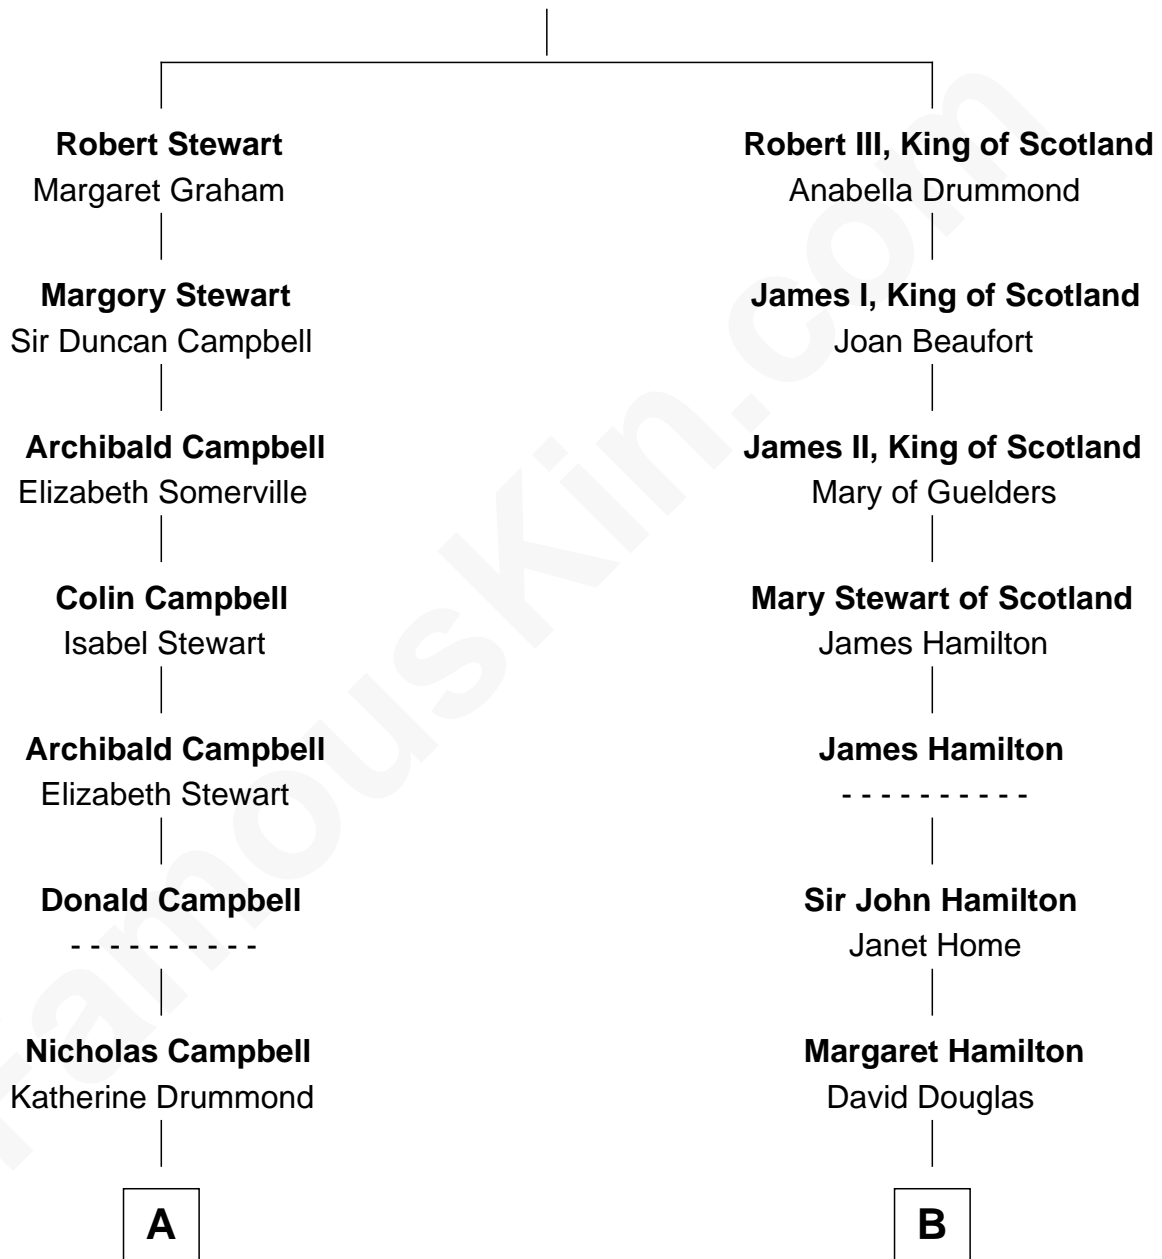 Robert Stewart
Margaret Graham
Margory Stewart
Sir Duncan Campbell
Archibald Campbell
Elizabeth Somerville
Colin Campbell
Isabel Stewart
Archibald Campbell
Elizabeth Stewart
Donald Campbell
- - - - - - - - - -
Nicholas Campbell
Katherine Drummond
A
Robert III, King of Scotland
Anabella Drummond
James I, King of Scotland
Joan Beaufort
James II, King of Scotland
Mary of Guelders
Mary Stewart of Scotland
James Hamilton
James Hamilton
- - - - - - - - - -
Sir John Hamilton
Janet Home
Margaret Hamilton
David Douglas
B
FamousKin.com